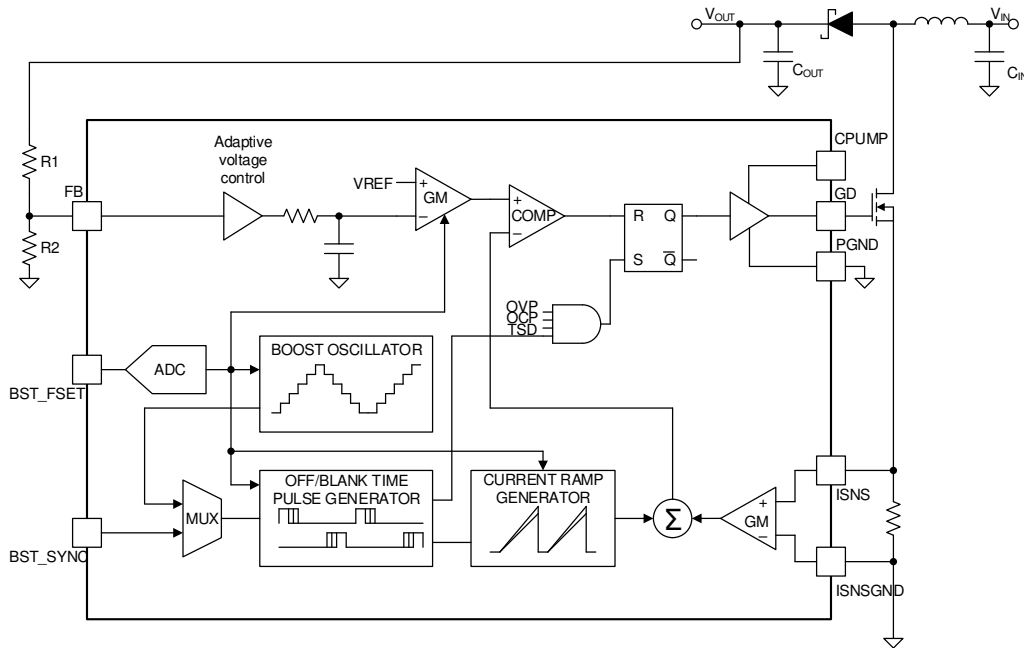 VOUT
VIN
COUT
CIN
CPUMP
Adaptive
voltage
control
R1
VREF
+
GM
−
+
COMP
−
R Q
S Q̅
GD
FB
R2
PGND
OVP
OCP
TSD
BOOST OSCILLATOR
ADC
BST_FSET
OFF/BLANK TIME
PULSE GENERATOR
CURRENT RAMP
GENERATOR
ISNS
MUX
Σ
+
GM
−
BST_SYNC
ISNSGND